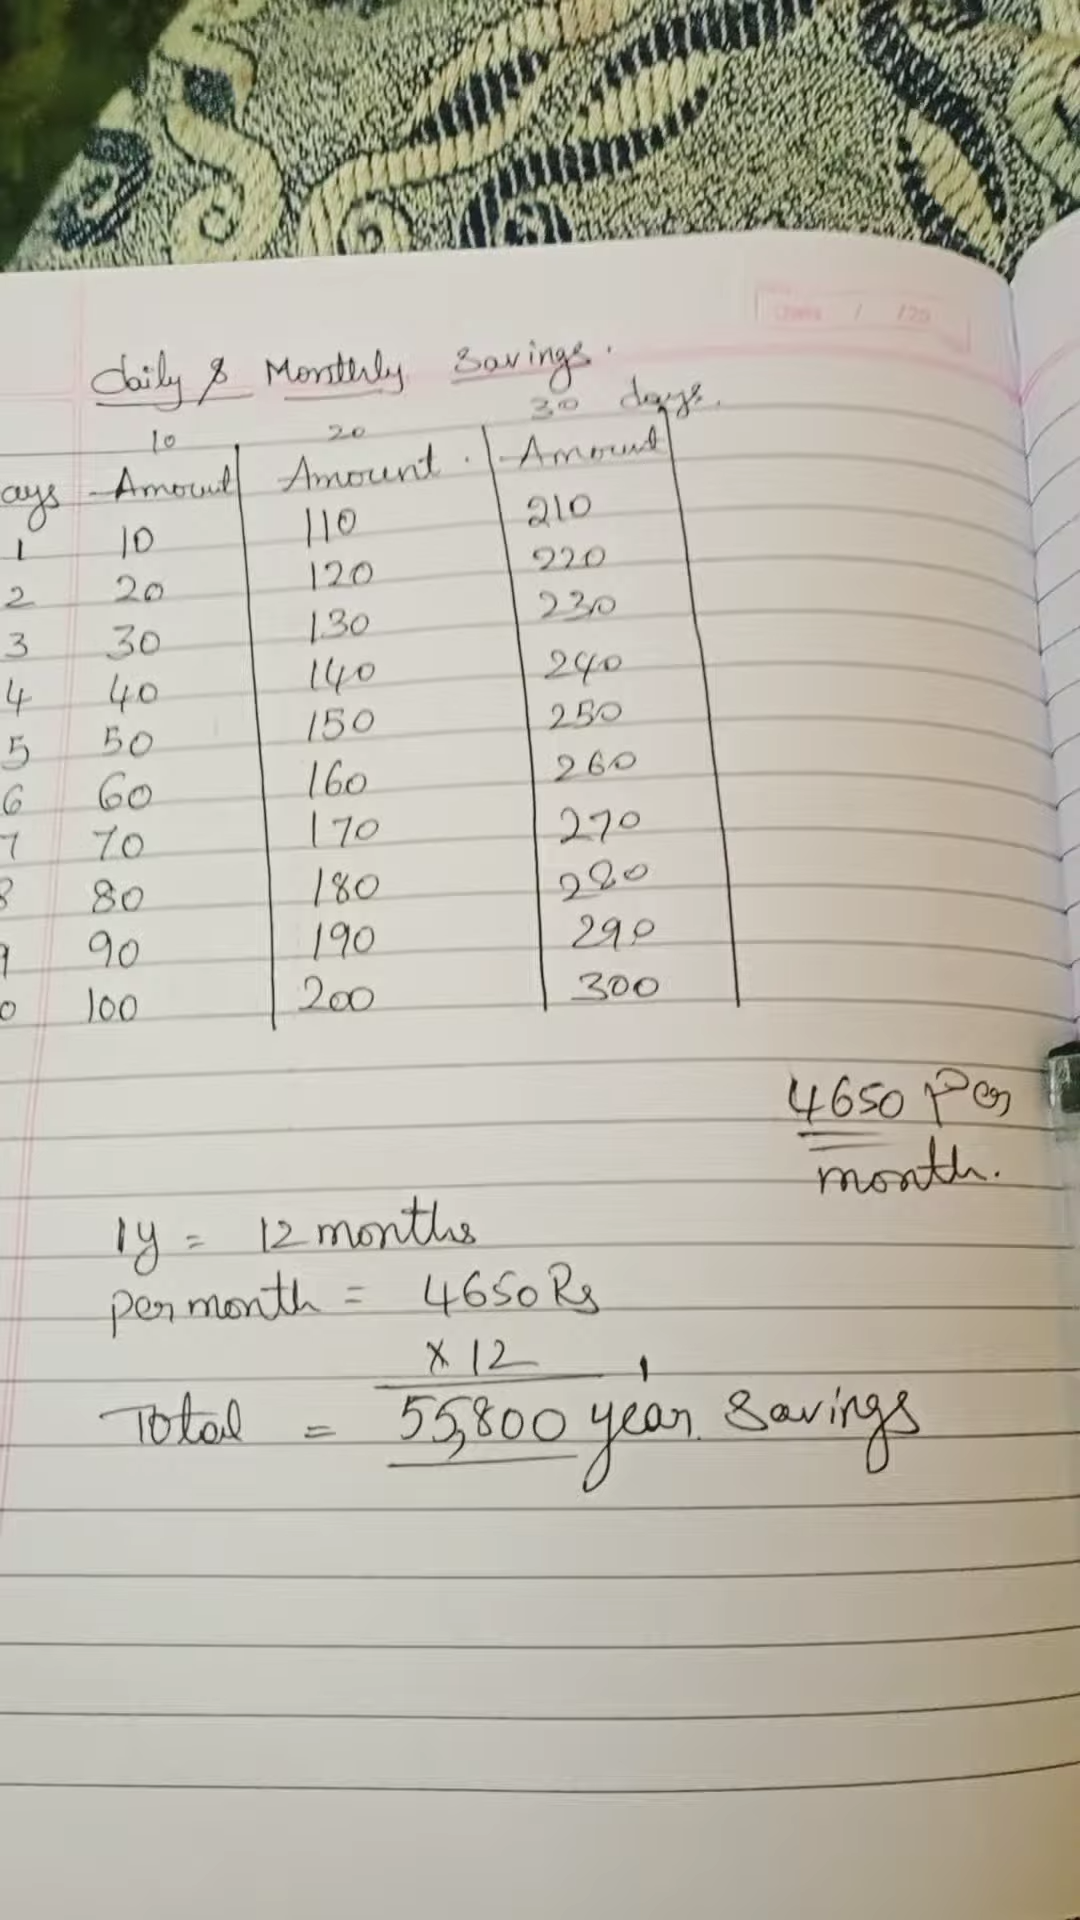 Daily & Monthly Savings.
10 20 30 days.
ays Amount Amount. Amount
1 10 110 210
2 20 120 220
3 30 130 230
4 40 140 240
5 50 150 250
6 60 160 260
7 70 170 270
8 80 180 280
9 90 190 290
0 100 200 300
4650 per
month.
1y = 12 months
per month = 4650 Rs
x 12
Total = 55,800 year savings